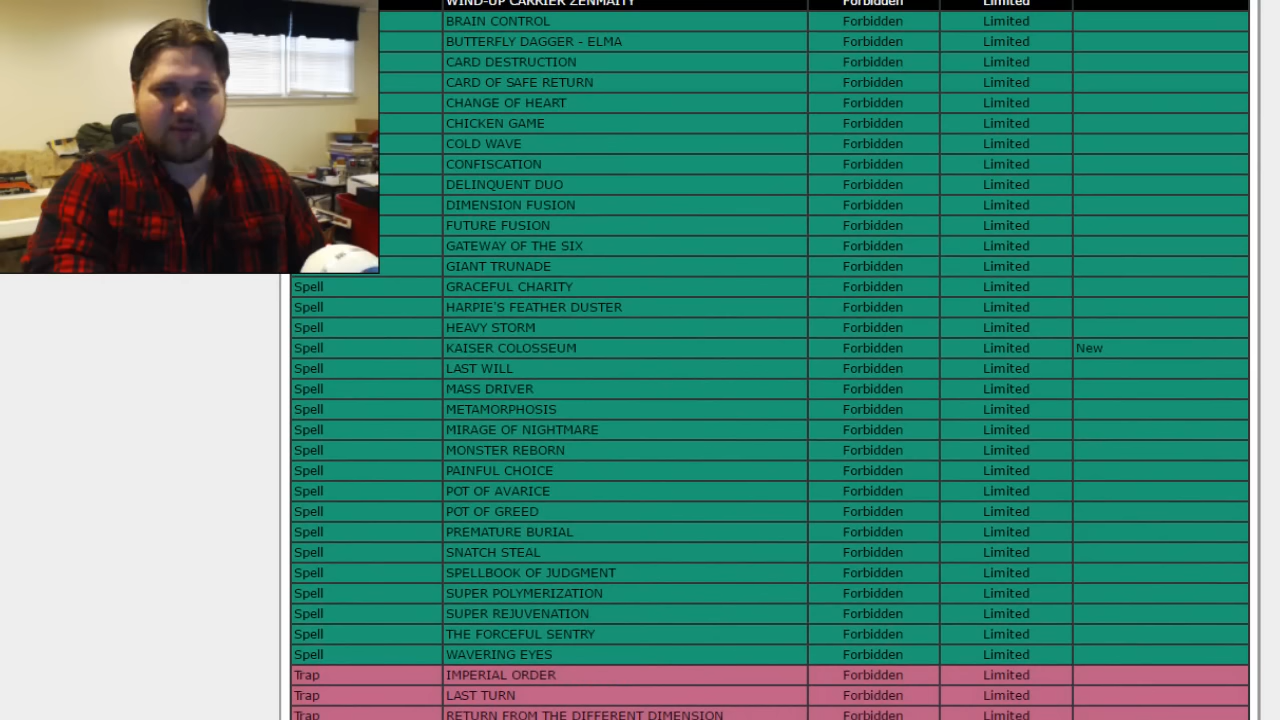 WIND-UP CARRIER ZENMAITY Forbidden Limited
BRAIN CONTROL Forbidden Limited
BUTTERFLY DAGGER - ELMA Forbidden Limited
CARD DESTRUCTION Forbidden Limited
CARD OF SAFE RETURN Forbidden Limited
CHANGE OF HEART Forbidden Limited
CHICKEN GAME Forbidden Limited
COLD WAVE Forbidden Limited
CONFISCATION Forbidden Limited
DELINQUENT DUO Forbidden Limited
DIMENSION FUSION Forbidden Limited
FUTURE FUSION Forbidden Limited
GATEWAY OF THE SIX Forbidden Limited
GIANT TRUNADE Forbidden Limited
Spell GRACEFUL CHARITY Forbidden Limited
Spell HARPIE'S FEATHER DUSTER Forbidden Limited
Spell HEAVY STORM Forbidden Limited
Spell KAISER COLOSSEUM Forbidden Limited New
Spell LAST WILL Forbidden Limited
Spell MASS DRIVER Forbidden Limited
Spell METAMORPHOSIS Forbidden Limited
Spell MIRAGE OF NIGHTMARE Forbidden Limited
Spell MONSTER REBORN Forbidden Limited
Spell PAINFUL CHOICE Forbidden Limited
Spell POT OF AVARICE Forbidden Limited
Spell POT OF GREED Forbidden Limited
Spell PREMATURE BURIAL Forbidden Limited
Spell SNATCH STEAL Forbidden Limited
Spell SPELLBOOK OF JUDGMENT Forbidden Limited
Spell SUPER POLYMERIZATION Forbidden Limited
Spell SUPER REJUVENATION Forbidden Limited
Spell THE FORCEFUL SENTRY Forbidden Limited
Spell WAVERING EYES Forbidden Limited
Trap IMPERIAL ORDER Forbidden Limited
Trap LAST TURN Forbidden Limited
Trap RETURN FROM THE DIFFERENT DIMENSION Forbidden Limited